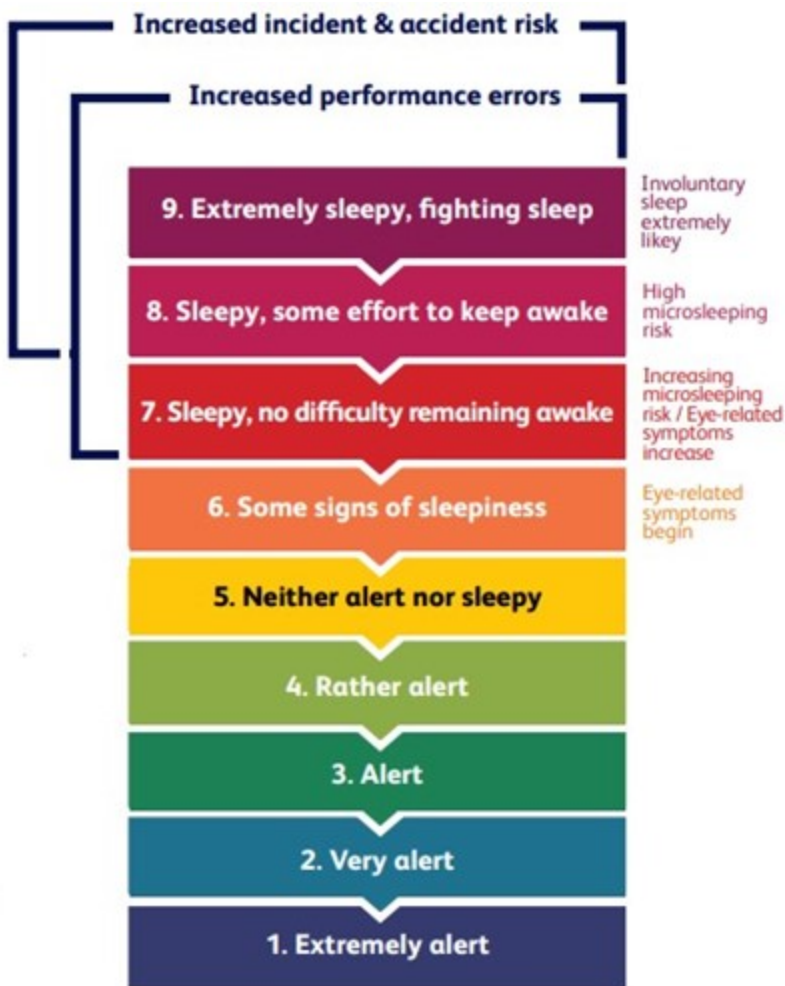 Increased incident & accident risk
Increased performance errors
9. Extremely sleepy, fighting sleep
Involuntary
sleep
extremely
likey
8. Sleepy, some effort to keep awake
High
microsleeping
risk
7. Sleepy, no difficulty remaining awake
Increasing
microsleeping
risk / Eye-related
symptoms
increase
6. Some signs of sleepiness
Eye-related
symptoms
begin
5. Neither alert nor sleepy
4. Rather alert
3. Alert
2. Very alert
1. Extremely alert